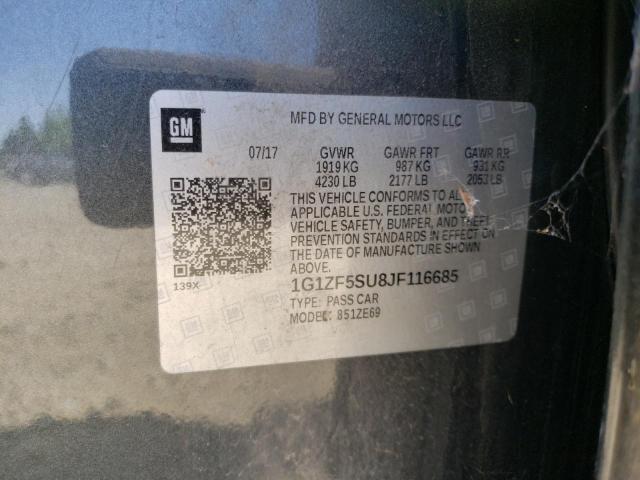 GM
MFD BY GENERAL MOTORS LLC
07/17 GVWR GAWR FRT GAWR RR
1919 KG 987 KG 931 KG
4230 LB 2177 LB 2053 LB
THIS VEHICLE CONFORMS TO ALL
APPLICABLE U.S. FEDERAL MOTOR
VEHICLE SAFETY, BUMPER, AND THEFT
PREVENTION STANDARDS IN EFFECT ON
THE DATE OF MANUFACTURE SHOWN
ABOVE.
139X
1G1ZF5SU8JF116685
TYPE: PASS CAR
MODEL: 851ZE69